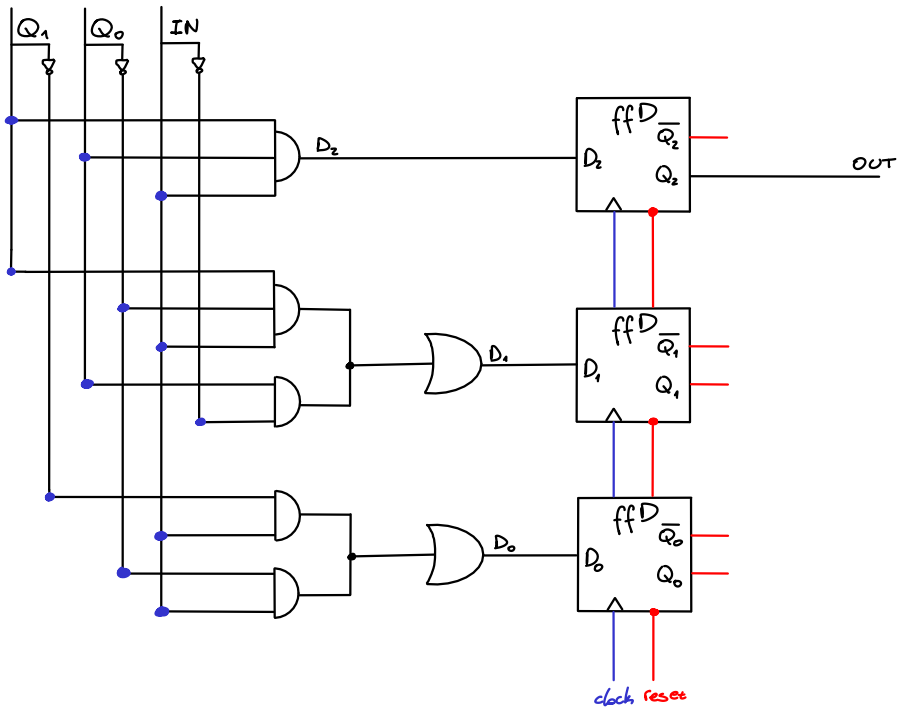 Q₁ Q₀ IN
D₂
ffD
Q̅₂
D₂
Q₂
OUT
ffD
Q̅₁
D₁
D₁
Q₁
ffD
Q̅₀
D₀
D₀
Q₀
clock reset